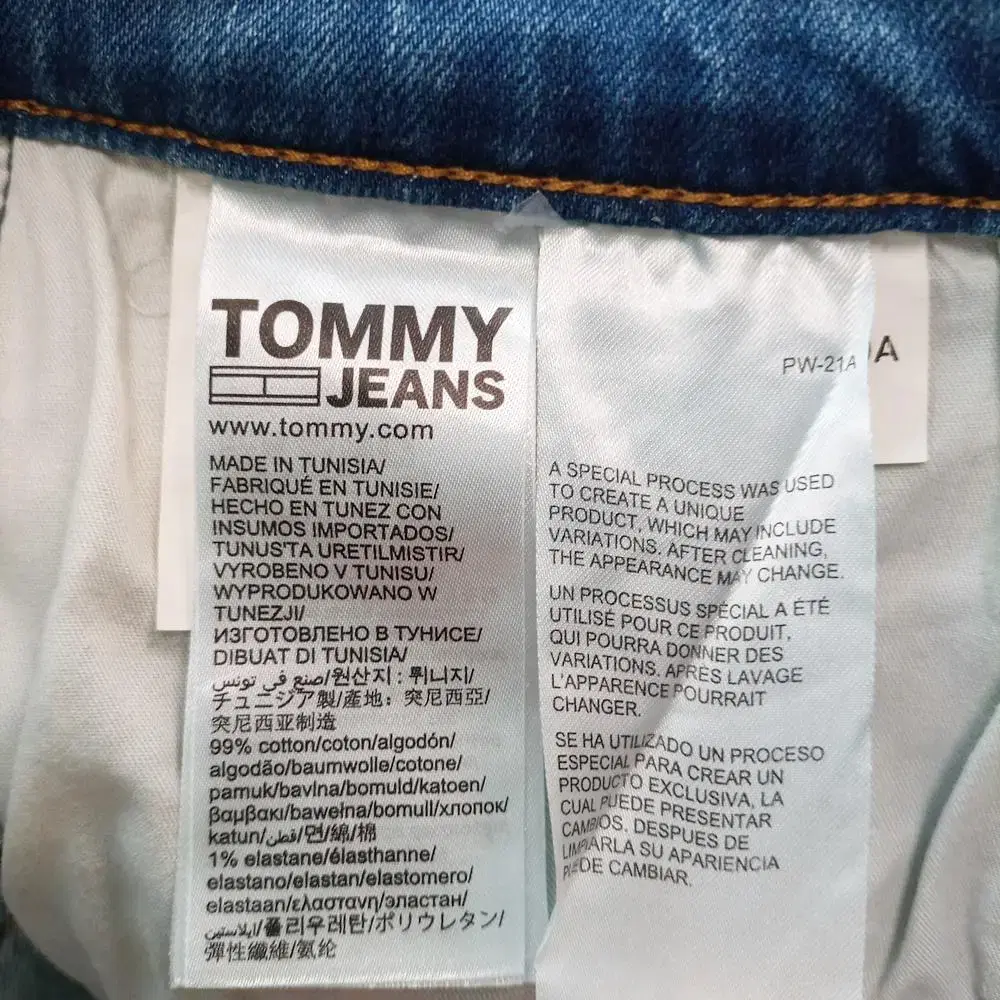 TOMMY
JEANS
www.tommy.com
MADE IN TUNISIA/
FABRIQUÉ EN TUNISIE/
HECHO EN TUNEZ CON
INSUMOS IMPORTADOS/
TUNUS'TA URETILMISTIR/
VYROBENO V TUNISU/
WYPRODUKOWANO W
TUNEZJI/
ИЗГОТОВЛЕНО В ТУНИСЕ/
DIBUAT DI TUNISIA/
صنع في تونس/원산지 : 튀니지/
チュニジア製/產地：突尼西亞/
突尼西亚制造
99% cotton/coton/algodón/
algodão/baumwolle/cotone/
pamuk/bavlna/bomuld/katoen/
βαμβακι/bawełna/bomull/хлопок/
katun/قطن/면/綿/棉
1% elastane/élasthanne/
elastano/elastan/elastomero/
elastaan/ελαστανη/эластан/
ايلاستين/폴리우레탄/ポリウレタン/
彈性纖維/氨纶
PW-21A
A SPECIAL PROCESS WAS USED
TO CREATE A UNIQUE
PRODUCT, WHICH MAY INCLUDE
VARIATIONS. AFTER CLEANING,
THE APPEARANCE MAY CHANGE.
UN PROCESSUS SPÉCIAL A ÉTÉ
UTILISÉ POUR CE PRODUIT,
QUI POURRA DONNER DES
VARIATIONS. APRÈS LAVAGE
L'APPARENCE POURRAIT
CHANGER.
SE HA UTILIZADO UN PROCESO
ESPECIAL PARA CREAR UN
PRODUCTO EXCLUSIVA, LA
CUAL PUEDE PRESENTAR
CAMBIOS. DESPUES DE
LIMPIARLA SU APARIENCIA
PUEDE CAMBIAR.